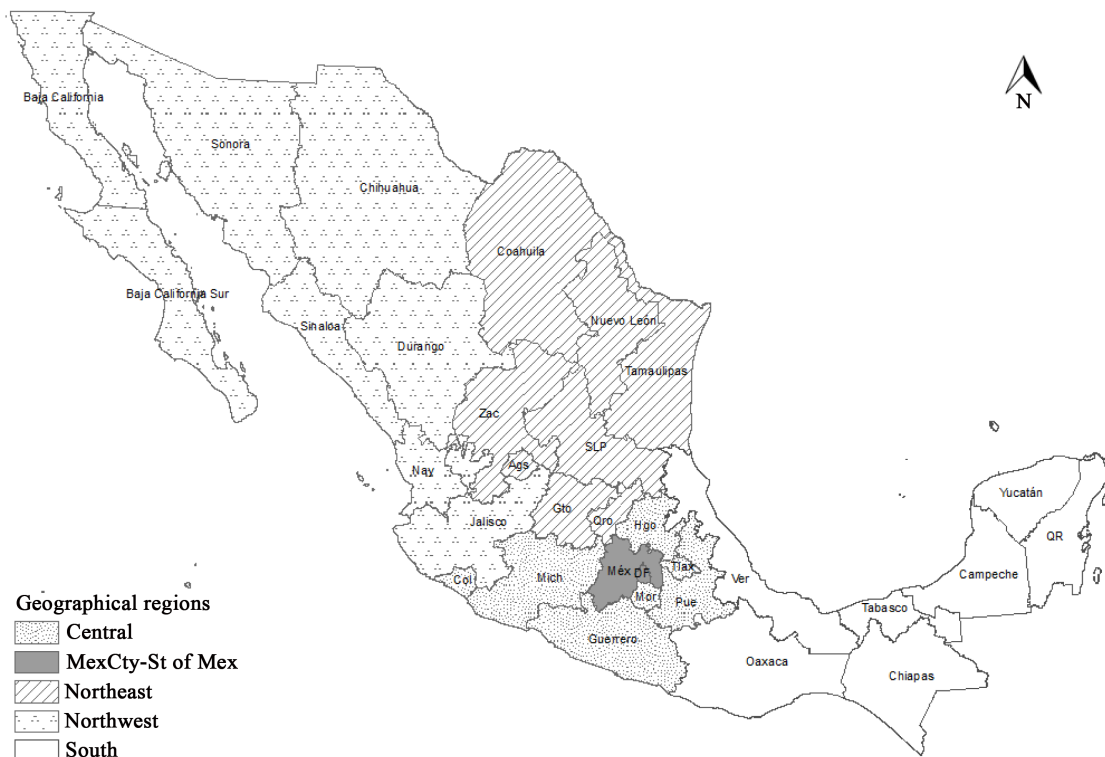 N
Baja California
Sonora
Chihuahua
Coahuila
Baja California Sur
Sinaloa
Nuevo León
Durango
Tamaulipas
Zac
SLP
Nay
Ags
Yucatán
Gto
Jalisco
Qro
Hgo
QR
Tlax
Méx
DF
Campeche
Col
Mich
Ver
Mor
Pue
Tabasco
Guerrero
Oaxaca
Chiapas
Geographical regions
Central
MexCty-St of Mex
Northeast
Northwest
South